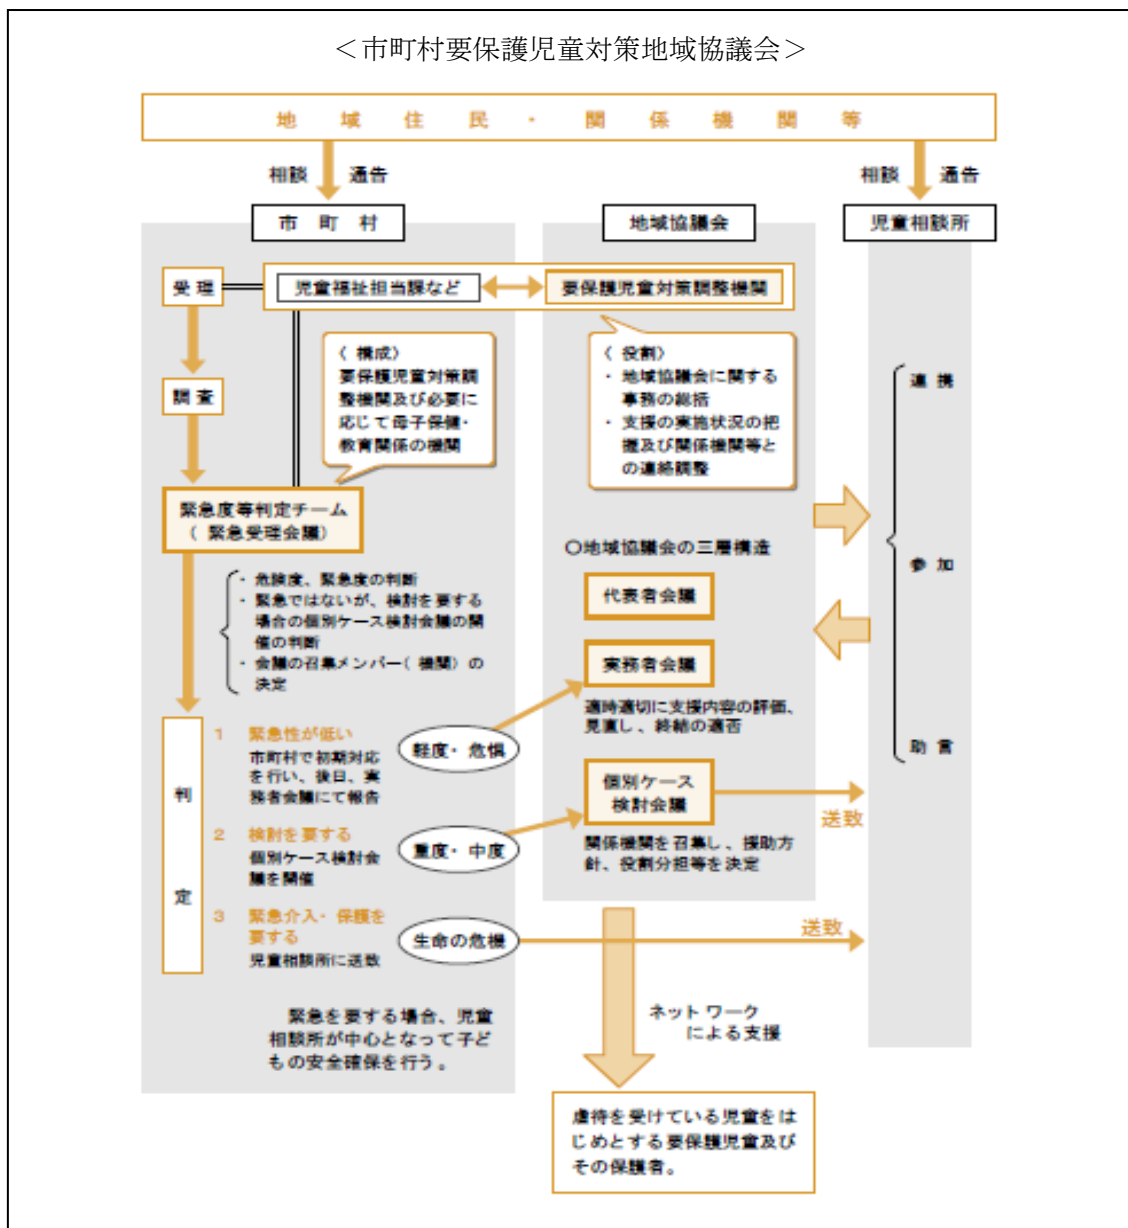 ＜市町村要保護児童対策地域協議会＞
地域住民・関係機関等
相談 通告
相談 通告
市町村
地域協議会
児童相談所
受理
児童福祉担当課など
要保護児童対策調整機関
調査
（構成）
要保護児童対策調
整機関及び必要に
応じて母子保健・
教育関係の機関
（役割）
・地域協議会に関する
事務の総括
・支援の実施状況の把
握及び関係機関等と
の連絡調整
連携
参加
助言
緊急度等判定チーム
（緊急受理会議）
・危険度、緊急度の判断
・緊急ではないが、検討を要する
場合の個別ケース検討会議の開
催の判断
・会議の召集メンバー（機関）の
決定
〇地域協議会の三層構造
代表者会議
実務者会議
適時適切に支援内容の評価、
見直し、終結の適否
個別ケース
検討会議
関係機関を召集し、援助方
針、役割分担等を決定
送致
判定
1 緊急性が低い
市町村で初期対応
を行い、後日、実
務者会議にて報告
軽度・危惧
2 検討を要する
個別ケース検討会
議を開催
重度・中度
3 緊急介入・保護を
要する
児童相談所に送致
生命の危機
送致
緊急を要する場合、児童
相談所が中心となって子ど
もの安全確保を行う。
ネットワーク
による支援
虐待を受けている児童をは
じめとする要保護児童及び
その保護者。